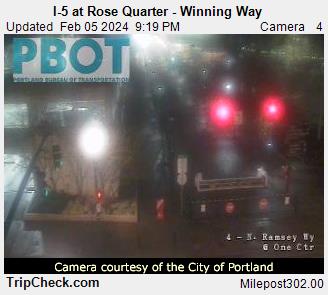 I-5 at Rose Quarter - Winning Way
Updated Feb 05 2024 9:19 PM Camera 4
PBOT
PORTLAND BUREAU OF TRANSPORTATION
4 - N. Ramsey Wy
@ One Ctr
Camera courtesy of the City of Portland
TripCheck.com Milepost302.00